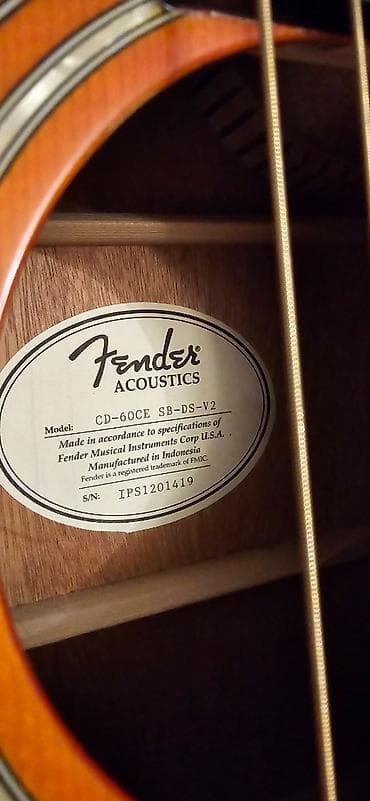 Fender®
ACOUSTICS
Model: CD-60CE SB-DS-V2
Made in accordance to specifications of
Fender Musical Instruments Corp U.S.A.
Manufactured in Indonesia
Fender is a registered trademark of FMIC.
S/N: IPS1201419